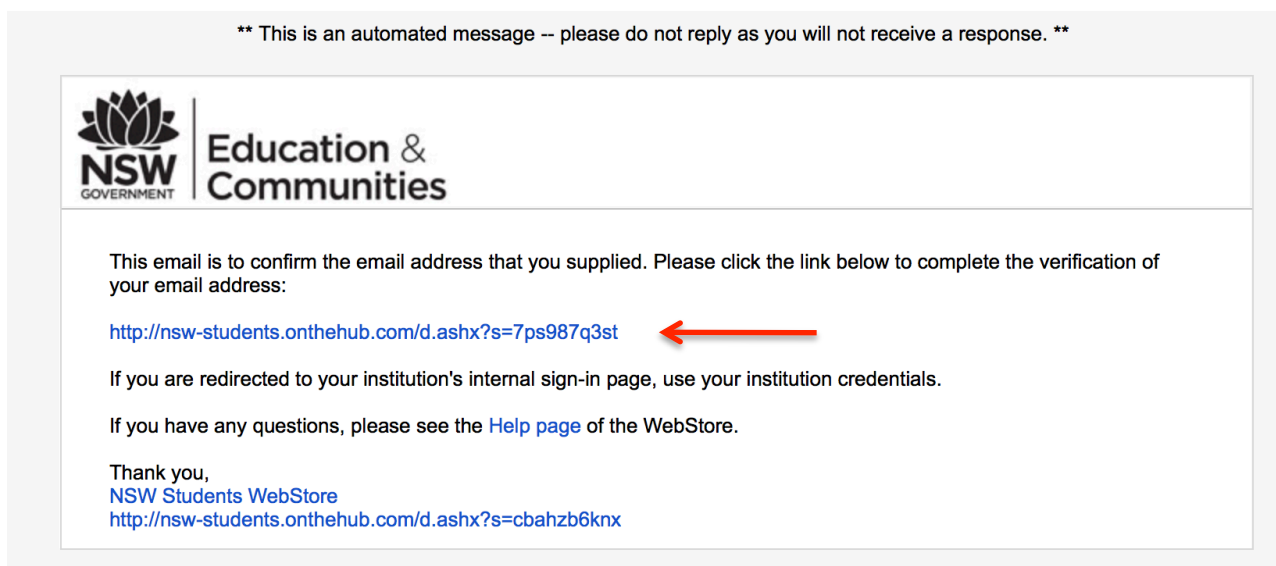 ** This is an automated message -- please do not reply as you will not receive a response. **
NSW
GOVERNMENT
Education &
Communities
This email is to confirm the email address that you supplied. Please click the link below to complete the verification of
your email address:
http://nsw-students.onthehub.com/d.ashx?s=7ps987q3st
If you are redirected to your institution's internal sign-in page, use your institution credentials.
If you have any questions, please see the Help page of the WebStore.
Thank you,
NSW Students WebStore
http://nsw-students.onthehub.com/d.ashx?s=cbahzb6knx